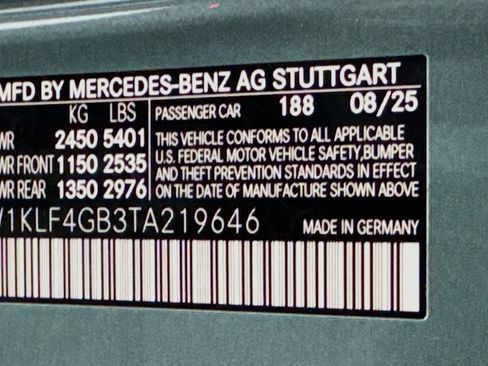 MFD BY MERCEDES-BENZ AG STUTTGART
KG LBS PASSENGER CAR 188 08/25
WR 2450 5401
WR FRONT 1150 2535
WR REAR 1350 2976
THIS VEHICLE CONFORMS TO ALL APPLICABLE
U.S. FEDERAL MOTOR VEHICLE SAFETY,BUMPER
AND THEFT PREVENTION STANDARDS IN EFFECT
ON THE DATE OF MANUFACTURE SHOWN ABOVE
W1KLF4GB3TA219646 MADE IN GERMANY